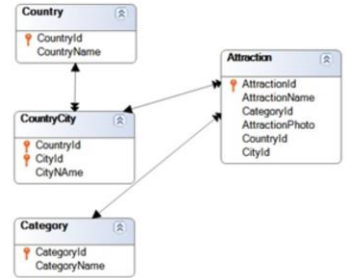 Country
CountryId
CountryName
Attraction
AttractionId
AttractionName
CategoryId
AttractionPhoto
CountryId
CityId
CountryCity
CountryId
CityId
CityNAme
Category
CategoryId
CategoryName